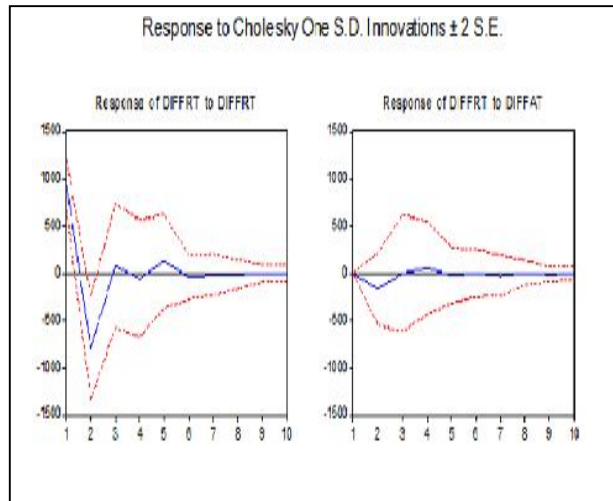 Response to Cholesky One S.D. Innovations ± 2 S.E.
Response of DIFFRT to DIFFRT
1500
1000
500
0
-500
-1000
-1500
1 2 3 4 5 6 7 8 9 10
Response of DIFFRT to DIFFAT
1500
1000
500
0
-500
-1000
-1500
1 2 3 4 5 6 7 8 9 10